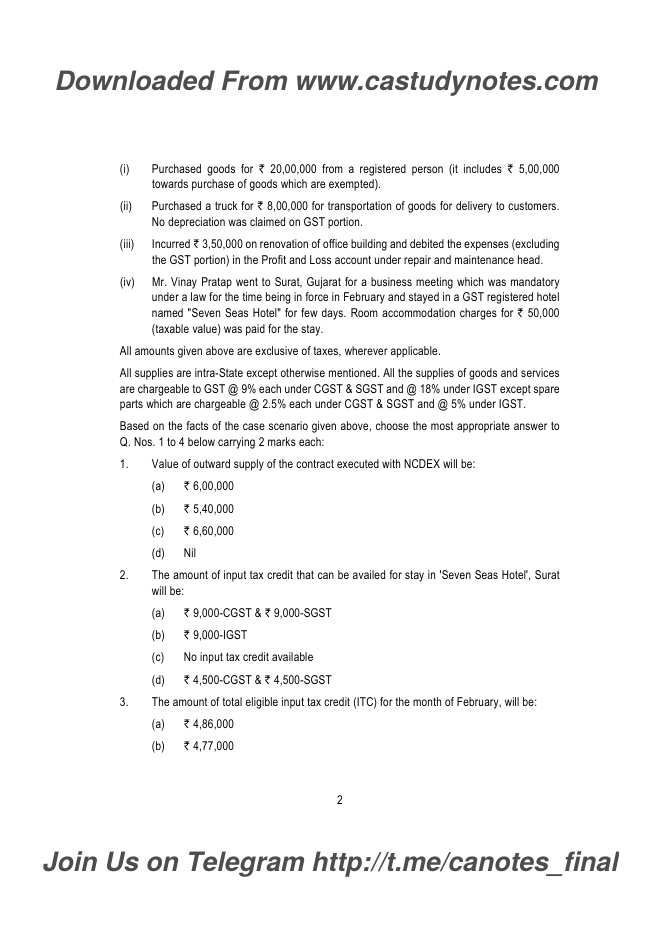 Downloaded From www.castudynotes.com
(i) Purchased goods for ₹ 20,00,000 from a registered person (it includes ₹ 5,00,000
towards purchase of goods which are exempted).
(ii) Purchased a truck for ₹ 8,00,000 for transportation of goods for delivery to customers.
No depreciation was claimed on GST portion.
(iii) Incurred ₹ 3,50,000 on renovation of office building and debited the expenses (excluding
the GST portion) in the Profit and Loss account under repair and maintenance head.
(iv) Mr. Vinay Pratap went to Surat, Gujarat for a business meeting which was mandatory
under a law for the time being in force in February and stayed in a GST registered hotel
named "Seven Seas Hotel" for few days. Room accommodation charges for ₹ 50,000
(taxable value) was paid for the stay.
All amounts given above are exclusive of taxes, wherever applicable.
All supplies are intra-State except otherwise mentioned. All the supplies of goods and services
are chargeable to GST @ 9% each under CGST & SGST and @ 18% under IGST except spare
parts which are chargeable @ 2.5% each under CGST & SGST and @ 5% under IGST.
Based on the facts of the case scenario given above, choose the most appropriate answer to
Q. Nos. 1 to 4 below carrying 2 marks each:
1. Value of outward supply of the contract executed with NCDEX will be:
(a) ₹ 6,00,000
(b) ₹ 5,40,000
(c) ₹ 6,60,000
(d) Nil
2. The amount of input tax credit that can be availed for stay in 'Seven Seas Hotel', Surat
will be:
(a) ₹ 9,000-CGST & ₹ 9,000-SGST
(b) ₹ 9,000-IGST
(c) No input tax credit available
(d) ₹ 4,500-CGST & ₹ 4,500-SGST
3. The amount of total eligible input tax credit (ITC) for the month of February, will be:
(a) ₹ 4,86,000
(b) ₹ 4,77,000
2
Join Us on Telegram http://t.me/canotes_final